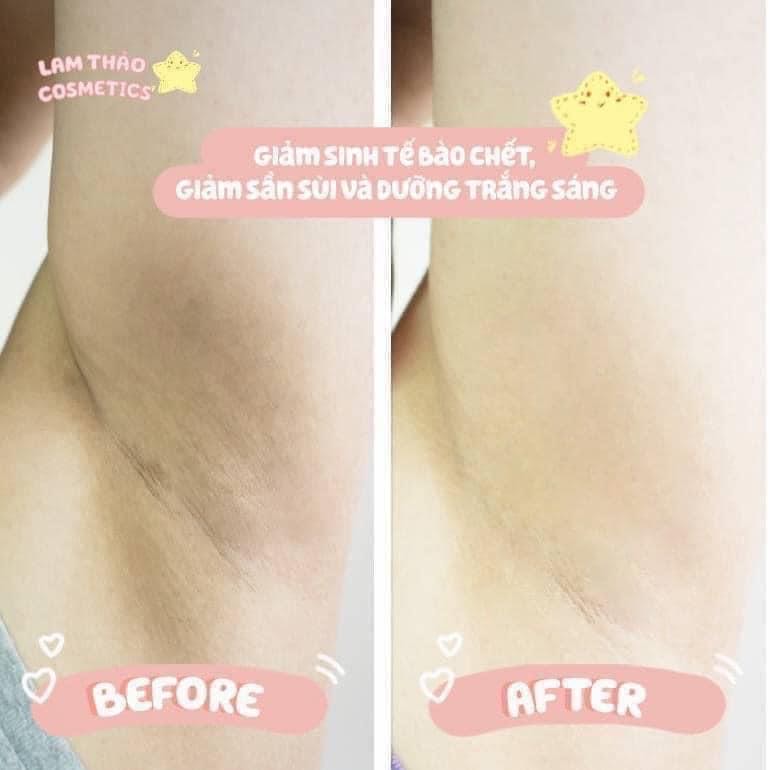 LAM THẢO
COSMETICS
GIẢM SINH TẾ BÀO CHẾT,
GIẢM SẦN SÙI VÀ DƯỠNG TRẮNG SÁNG
BEFORE
AFTER